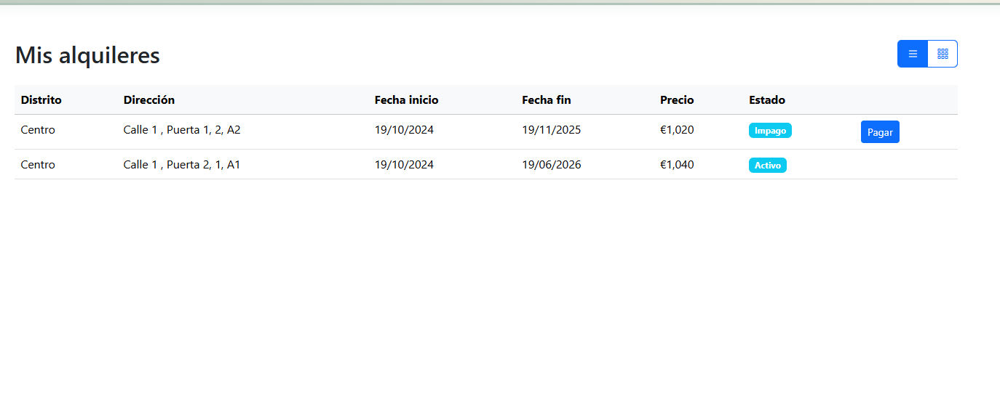 Mis alquileres
Distrito Dirección Fecha inicio Fecha fin Precio Estado
Centro Calle 1 , Puerta 1, 2, A2 19/10/2024 19/11/2025 €1,020 Impago Pagar
Centro Calle 1 , Puerta 2, 1, A1 19/10/2024 19/06/2026 €1,040 Activo